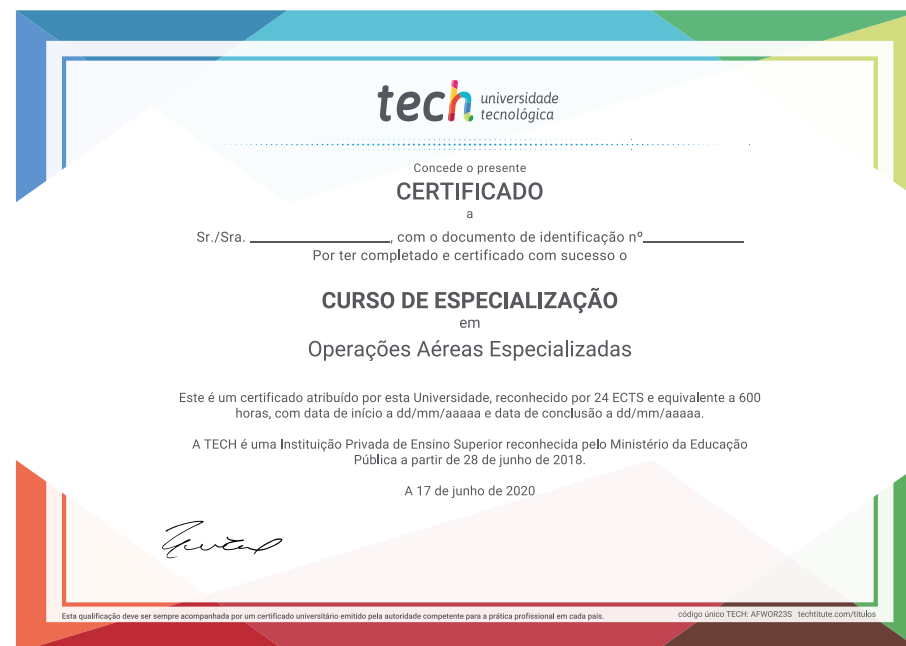 tech universidade
tecnológica
Concede o presente
CERTIFICADO
a
Sr./Sra. ____________, com o documento de identificação nº____________
Por ter completado e certificado com sucesso o
CURSO DE ESPECIALIZAÇÃO
em
Operações Aéreas Especializadas
Este é um certificado atribuído por esta Universidade, reconhecido por 24 ECTS e equivalente a 600
horas, com data de início a dd/mm/aaaaa e data de conclusão a dd/mm/aaaaa.
A TECH é uma Instituição Privada de Ensino Superior reconhecida pelo Ministério da Educação
Pública a partir de 28 de junho de 2018.
A 17 de junho de 2020
Esta qualificação deve ser sempre acompanhada por um certificado universitário emitido pela autoridade competente para a prática profissional em cada país.
código único TECH: AFWOR23S techtitute.com/titulos